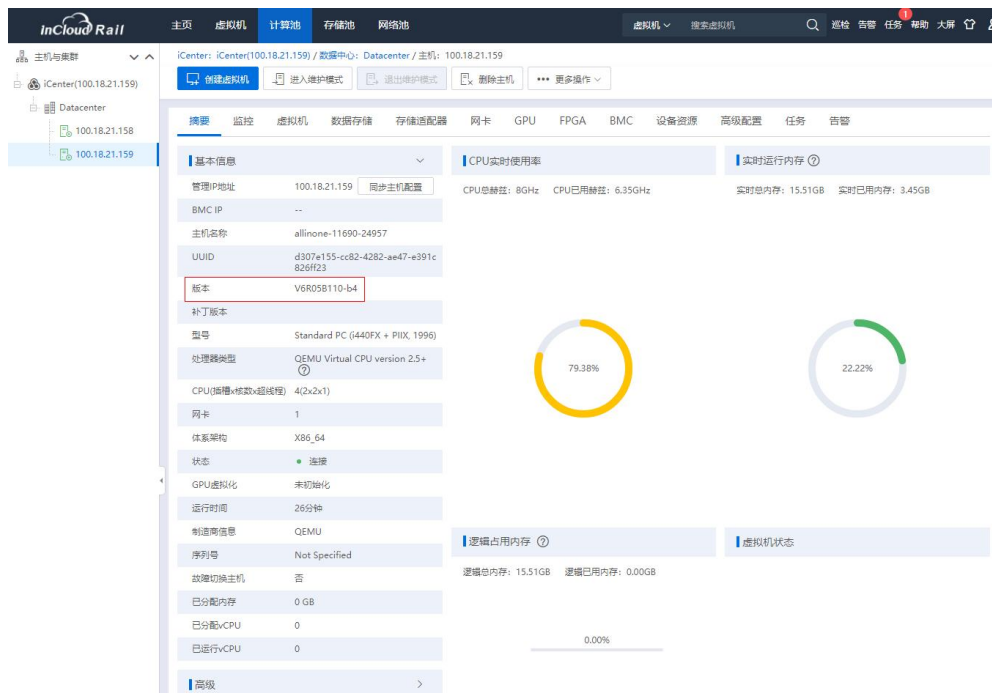 InCloud Rail
主页 虚拟机 计算池 存储池 网络池
虚拟机 搜索虚拟机 巡检 告警 任务 1 帮助 大屏
主机与集群
iCenter(100.18.21.159)
Datacenter
100.18.21.158
100.18.21.159
iCenter: iCenter(100.18.21.159) / 数据中心: Datacenter / 主机: 100.18.21.159
创建虚拟机 进入维护模式 退出维护模式 删除主机 ••• 更多操作
摘要 监控 虚拟机 数据存储 存储适配器 网卡 GPU FPGA BMC 设备资源 高级配置 任务 告警
基本信息
管理IP地址 100.18.21.159 同步主机配置
BMC IP --
主机名称 allinone-11690-24957
UUID d307e155-cc82-4282-ae47-e391c
826ff23
版本 V6R05B110-b4
补丁版本
型号 Standard PC (i440FX + PIIX, 1996)
处理器类型 QEMU Virtual CPU version 2.5+
?
CPU(插槽x核数x超线程) 4(2x2x1)
网卡 1
体系架构 X86_64
状态 连接
GPU虚拟化 未初始化
运行时间 26分钟
制造商信息 QEMU
序列号 Not Specified
故障切换主机 否
已分配内存 0 GB
已分配vCPU 0
已运行vCPU 0
高级
CPU实时使用率
CPU总赫兹: 8GHz CPU已用赫兹: 6.35GHz
79.38%
实时运行内存 ?
实时总内存: 15.51GB 实时已用内存: 3.45GB
22.22%
逻辑占用内存 ?
逻辑总内存: 15.51GB 逻辑已用内存: 0.00GB
0.00%
虚拟机状态